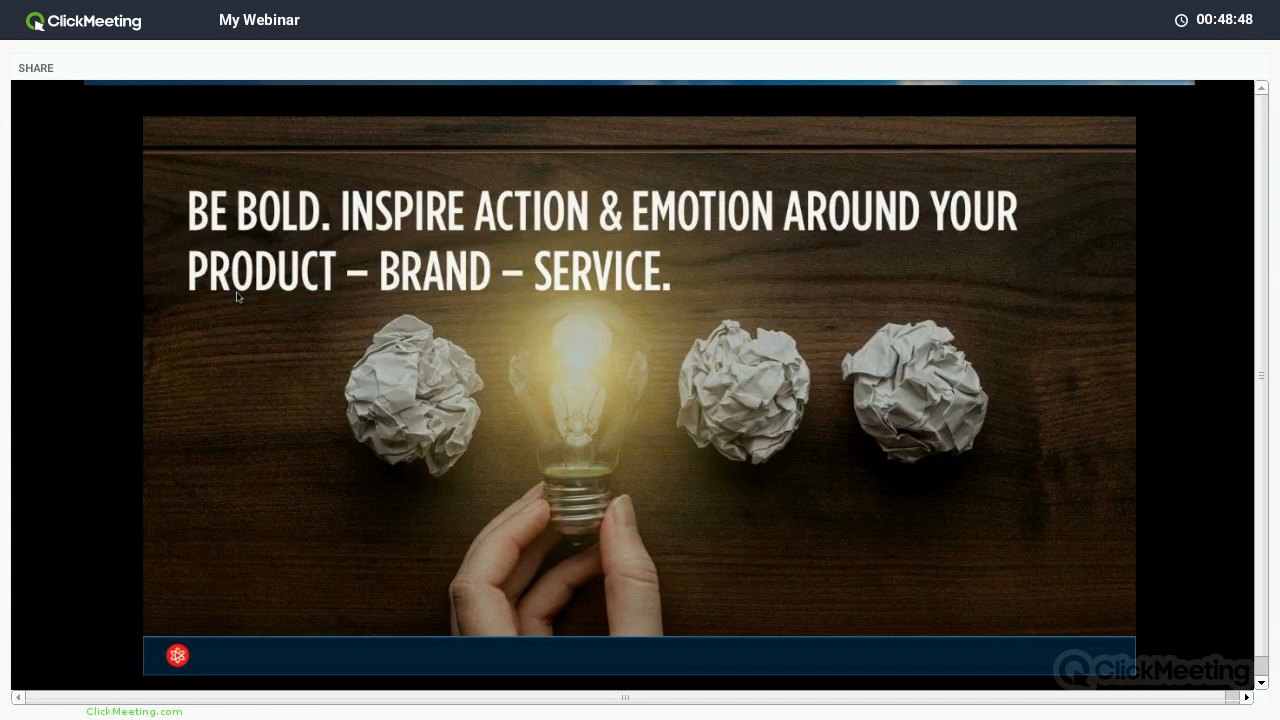 ClickMeeting
My Webinar
00:48:48
SHARE
BE BOLD. INSPIRE ACTION & EMOTION AROUND YOUR
PRODUCT – BRAND – SERVICE.
ClickMeeting
ClickMeeting.com